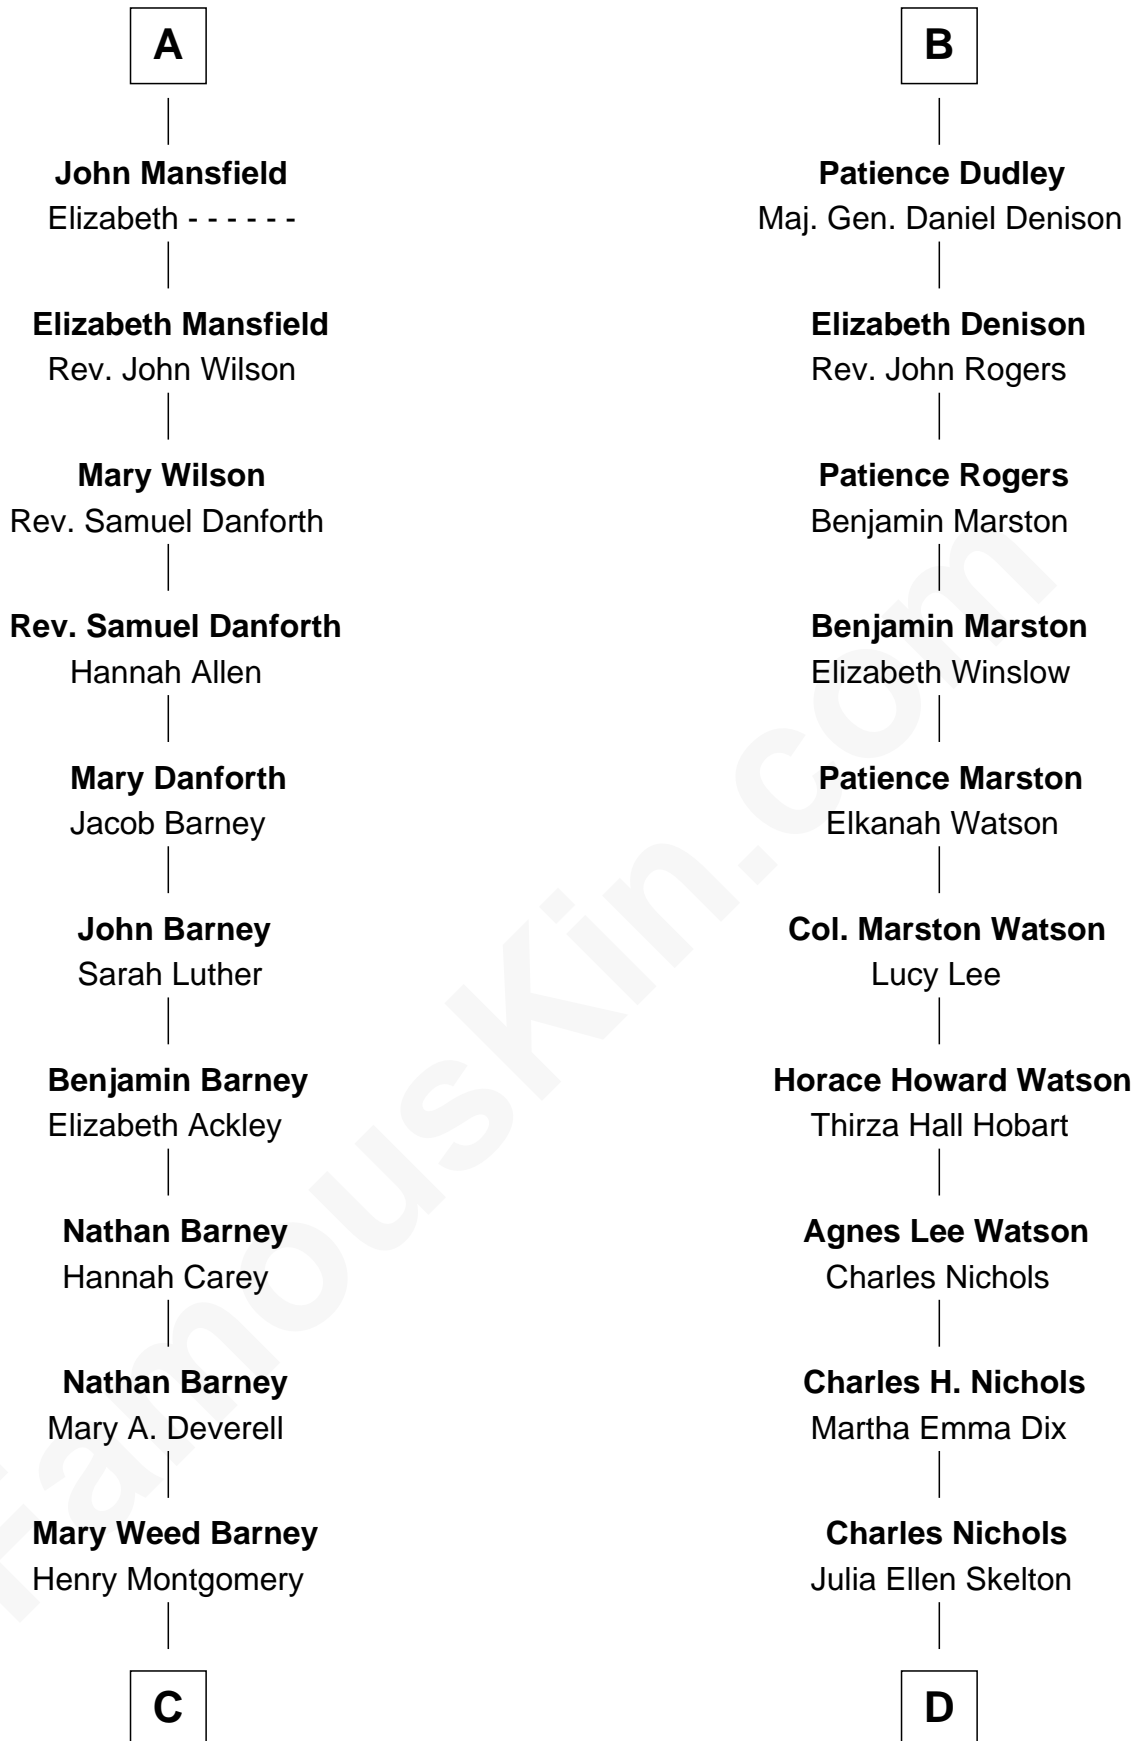 A
John Mansfield
Elizabeth - - - - - -
Elizabeth Mansfield
Rev. John Wilson
Mary Wilson
Rev. Samuel Danforth
Rev. Samuel Danforth
Hannah Allen
Mary Danforth
Jacob Barney
John Barney
Sarah Luther
Benjamin Barney
Elizabeth Ackley
Nathan Barney
Hannah Carey
Nathan Barney
Mary A. Deverell
Mary Weed Barney
Henry Montgomery
C
B
Patience Dudley
Maj. Gen. Daniel Denison
Elizabeth Denison
Rev. John Rogers
Patience Rogers
Benjamin Marston
Benjamin Marston
Elizabeth Winslow
Patience Marston
Elkanah Watson
Col. Marston Watson
Lucy Lee
Horace Howard Watson
Thirza Hall Hobart
Agnes Lee Watson
Charles Nichols
Charles H. Nichols
Martha Emma Dix
Charles Nichols
Julia Ellen Skelton
D
FamousKin.com